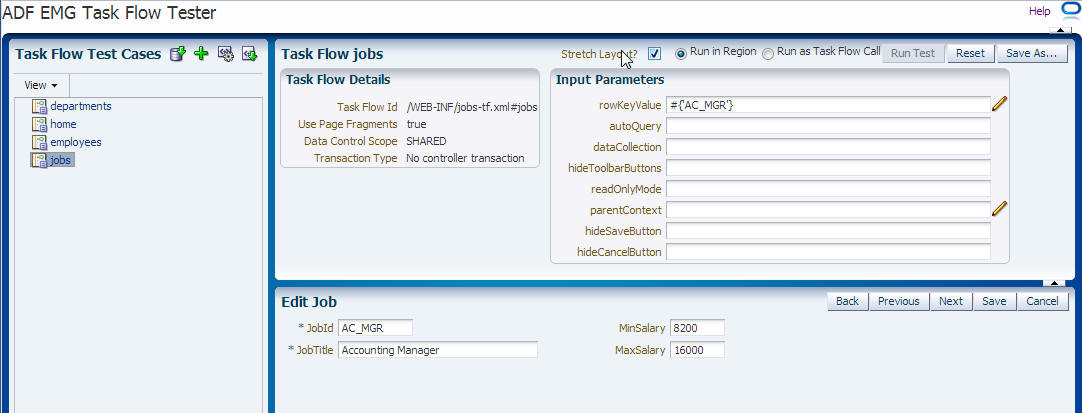 ADF EMG Task Flow Tester
Help
Task Flow Test Cases
View
departments
home
employees
jobs
Task Flow jobs
Stretch Layout?
Run in Region
Run as Task Flow Call
Run Test
Reset
Save As...
Task Flow Details
Task Flow Id /WEB-INF/jobs-tf.xml#jobs
Use Page Fragments true
Data Control Scope SHARED
Transaction Type No controller transaction
Input Parameters
rowKeyValue #{'AC_MGR'}
autoQuery
dataCollection
hideToolbarButtons
readOnlyMode
parentContext
hideSaveButton
hideCancelButton
Edit Job
Back
Previous
Next
Save
Cancel
* JobId AC_MGR
* JobTitle Accounting Manager
MinSalary 8200
MaxSalary 16000